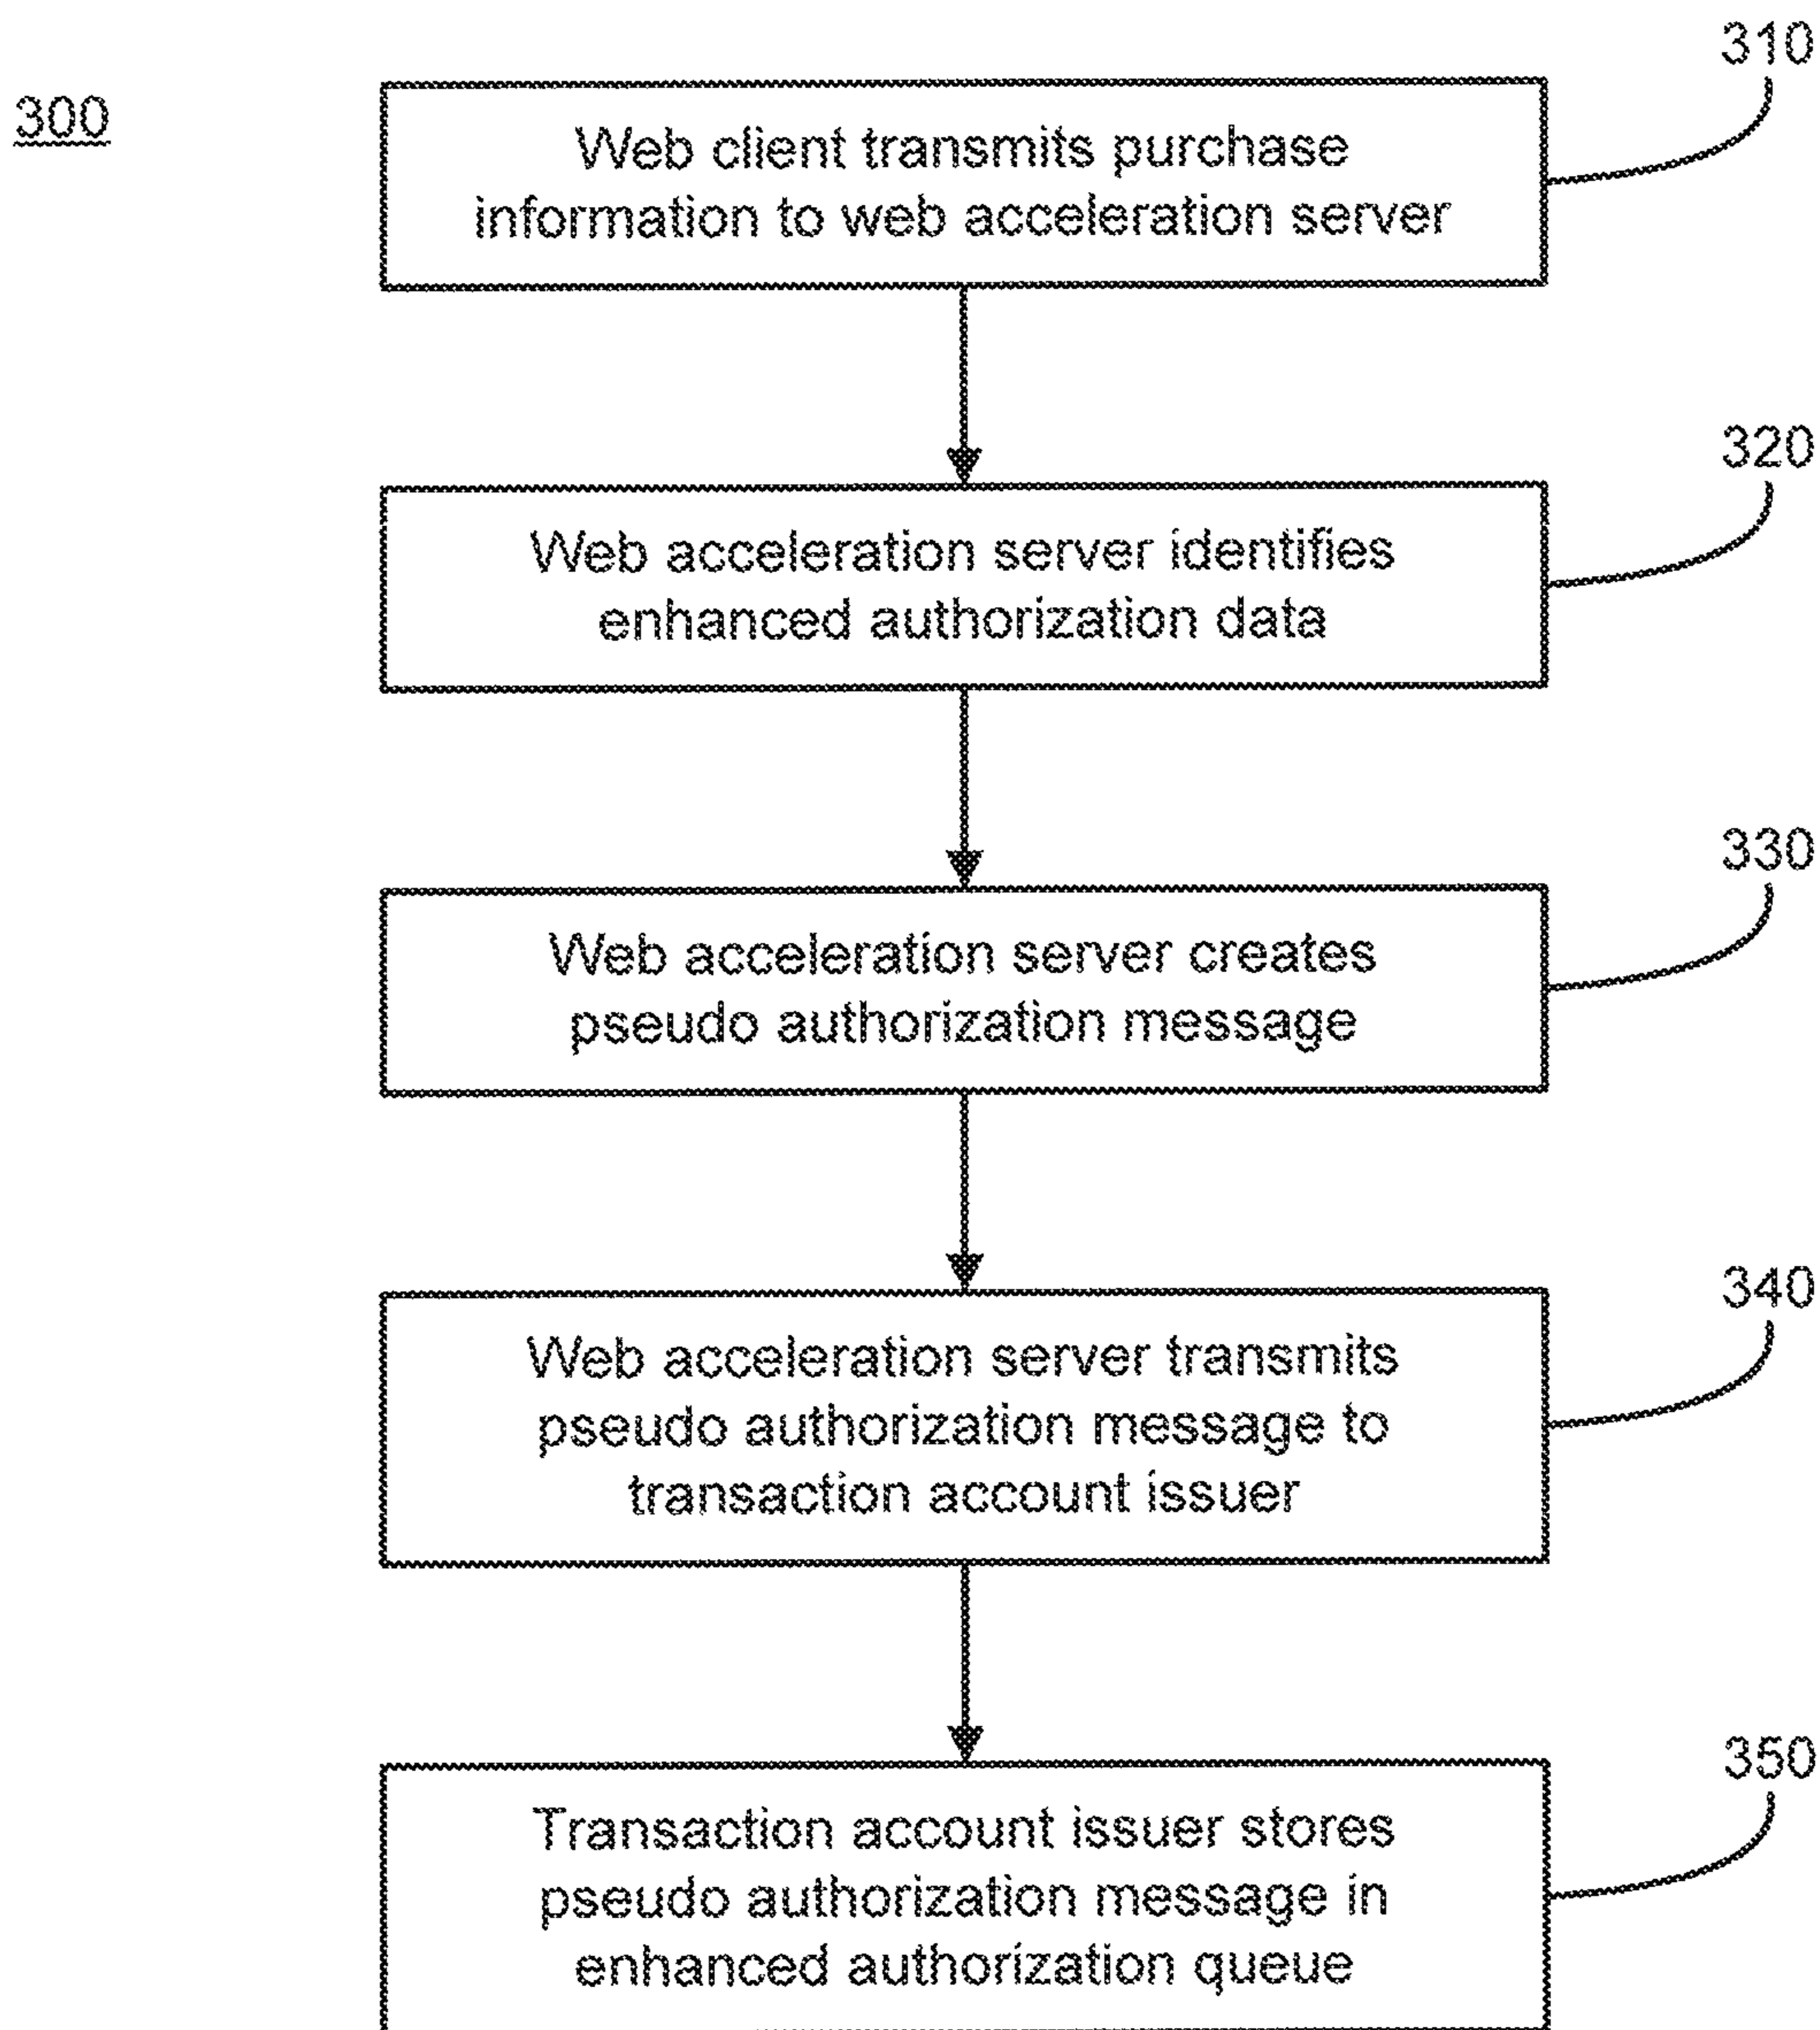 300
310
Web client transmits purchase
information to web acceleration server
320
Web acceleration server identifies
enhanced authorization data
330
Web acceleration server creates
pseudo authorization message
340
Web acceleration server transmits
pseudo authorization message to
transaction account issuer
350
Transaction account issuer stores
pseudo authorization message in
enhanced authorization queue